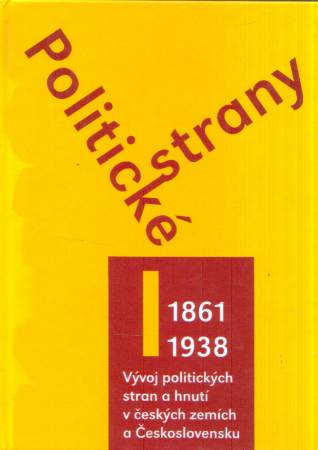 Politické
strany
I
1861
1938
Vývoj politických
stran a hnutí
v českých zemích
a Československu